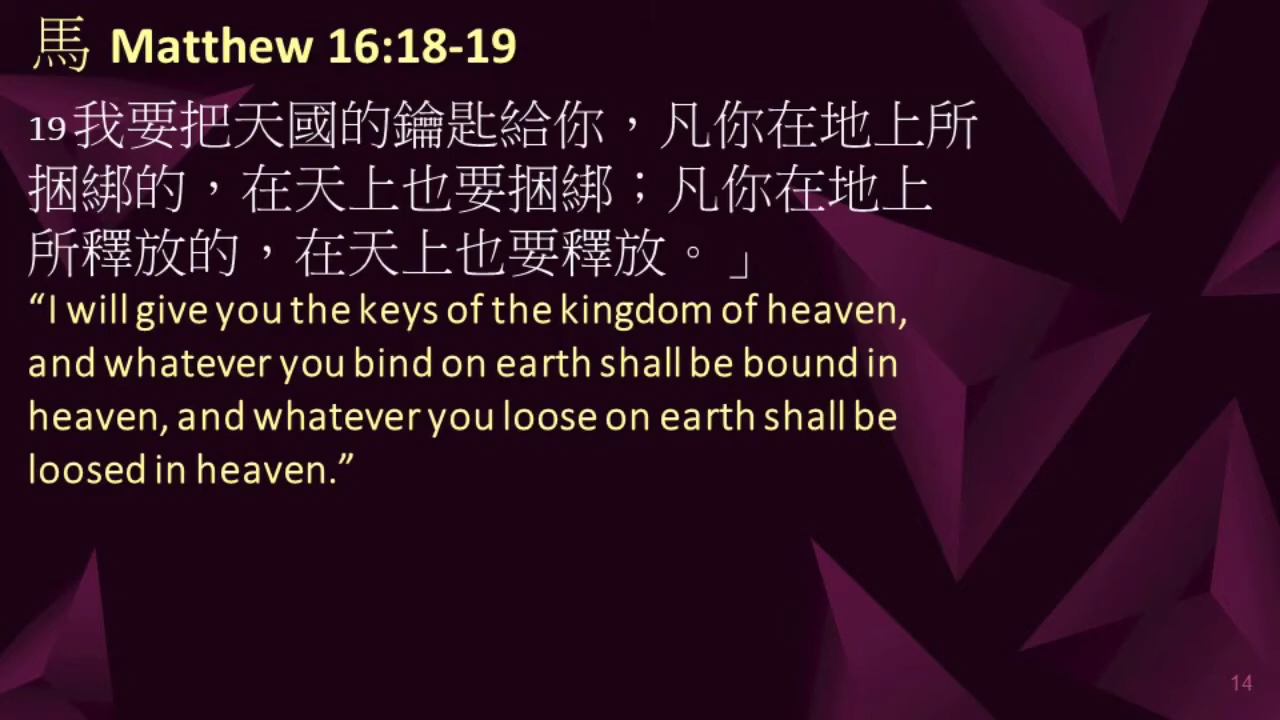 馬 Matthew 16:18-19
19我要把天國的鑰匙給你，凡你在地上所
捆綁的，在天上也要捆綁；凡你在地上
所釋放的，在天上也要釋放。」
“I will give you the keys of the kingdom of heaven,
and whatever you bind on earth shall be bound in
heaven, and whatever you loose on earth shall be
loosed in heaven.”
14